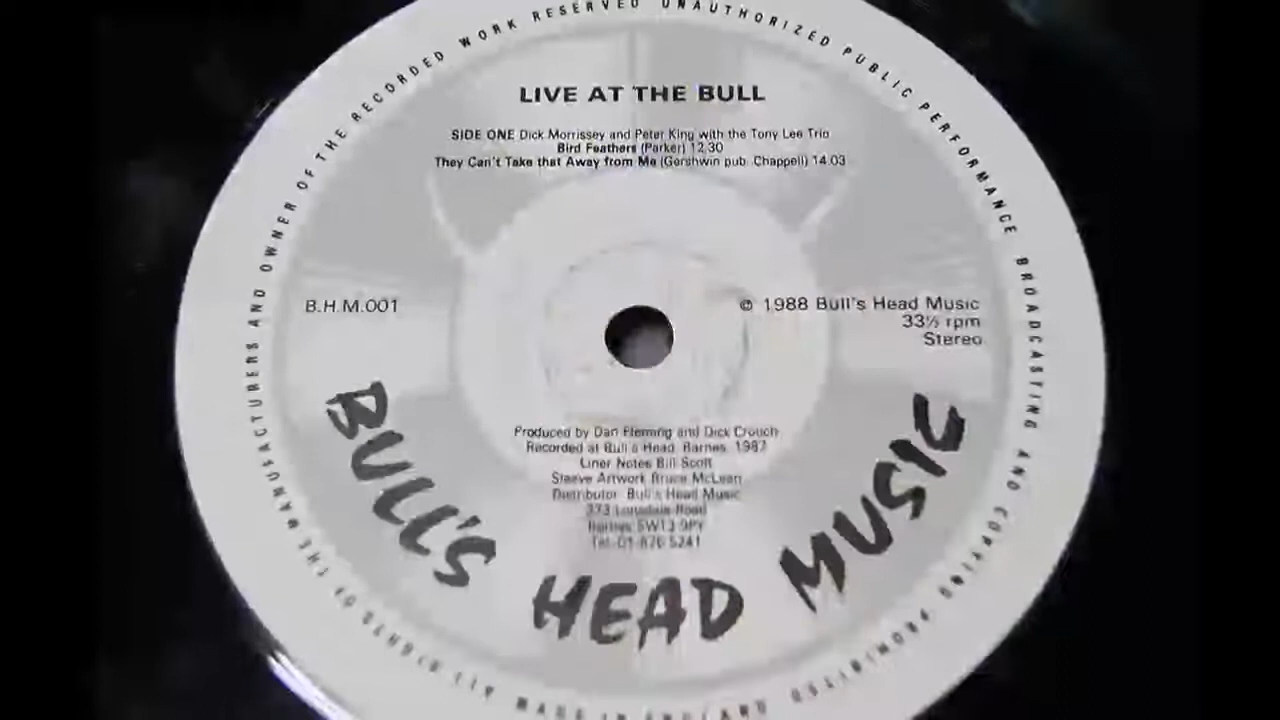 LIVE AT THE BULL
SIDE ONE Dick Morrissey and Peter King with the Tony Lee Trio
Bird Feathers (Parker) 12.30
They Can't Take that Away from Me (Gershwin pub. Chappell) 14.03
B.H.M.001
© 1988 Bull's Head Music
33⅓ rpm
Stereo
Produced by Dan Fleming and Dick Crouch
Recorded at Bull's Head, Barnes, 1987
Liner Notes Bill Scott
Sleeve Artwork Bruce McLean
Distributor Bull's Head Music
373 Lonsdale Road
Barnes SW13 9PY
Tel: 01-876 5241
BULL'S HEAD MUSIC
ALL RIGHTS OF THE MANUFACTURERS AND OWNER OF THE RECORDED WORK RESERVED UNAUTHORIZED PUBLIC PERFORMANCE BROADCASTING AND COPYING PROHIBITED MADE IN ENGLAND